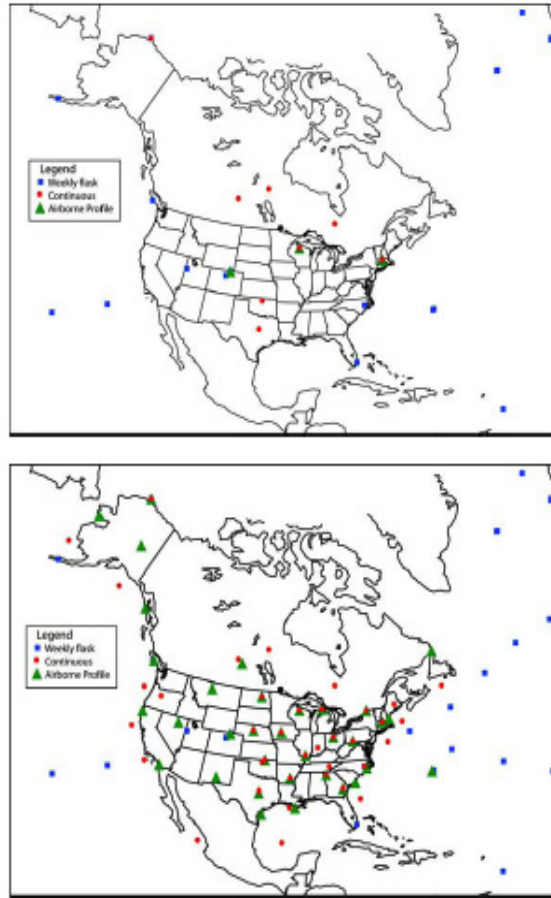 Legend
Weekly flask
Continuous
Airborne Profile
Legend
Weekly flask
Continuous
Airborne Profile